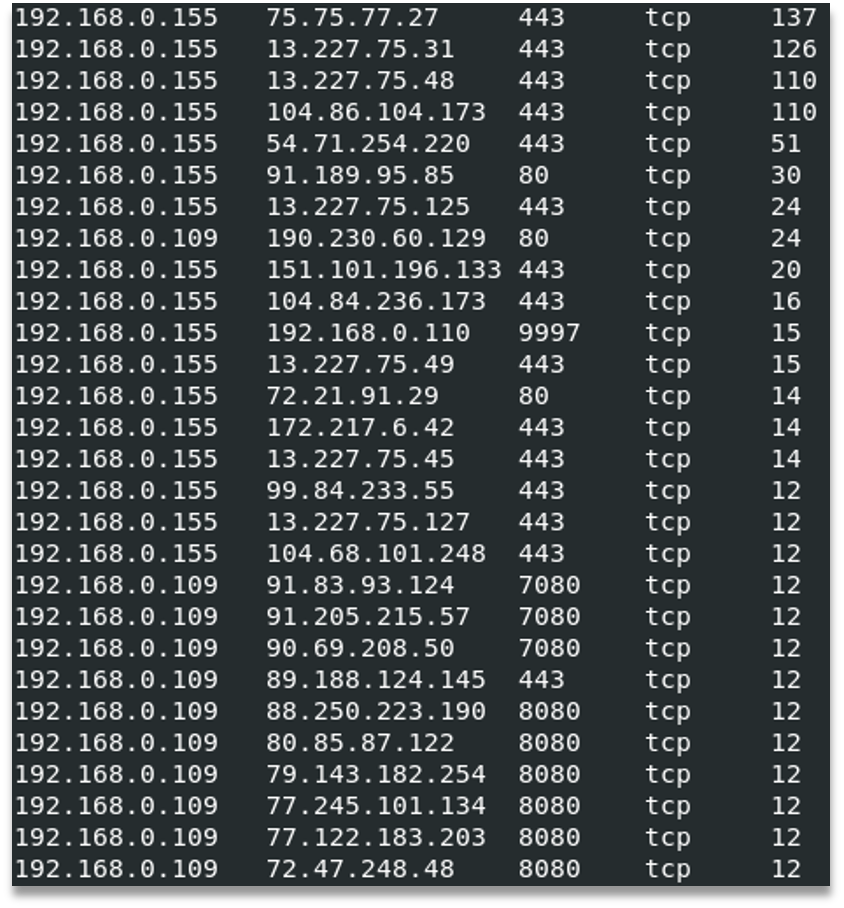 192.168.0.155 75.75.77.27 443 tcp 137
192.168.0.155 13.227.75.31 443 tcp 126
192.168.0.155 13.227.75.48 443 tcp 110
192.168.0.155 104.86.104.173 443 tcp 110
192.168.0.155 54.71.254.220 443 tcp 51
192.168.0.155 91.189.95.85 80 tcp 30
192.168.0.155 13.227.75.125 443 tcp 24
192.168.0.109 190.230.60.129 80 tcp 24
192.168.0.155 151.101.196.133 443 tcp 20
192.168.0.155 104.84.236.173 443 tcp 16
192.168.0.155 192.168.0.110 9997 tcp 15
192.168.0.155 13.227.75.49 443 tcp 15
192.168.0.155 72.21.91.29 80 tcp 14
192.168.0.155 172.217.6.42 443 tcp 14
192.168.0.155 13.227.75.45 443 tcp 14
192.168.0.155 99.84.233.55 443 tcp 12
192.168.0.155 13.227.75.127 443 tcp 12
192.168.0.155 104.68.101.248 443 tcp 12
192.168.0.109 91.83.93.124 7080 tcp 12
192.168.0.109 91.205.215.57 7080 tcp 12
192.168.0.109 90.69.208.50 7080 tcp 12
192.168.0.109 89.188.124.145 443 tcp 12
192.168.0.109 88.250.223.190 8080 tcp 12
192.168.0.109 80.85.87.122 8080 tcp 12
192.168.0.109 79.143.182.254 8080 tcp 12
192.168.0.109 77.245.101.134 8080 tcp 12
192.168.0.109 77.122.183.203 8080 tcp 12
192.168.0.109 72.47.248.48 8080 tcp 12